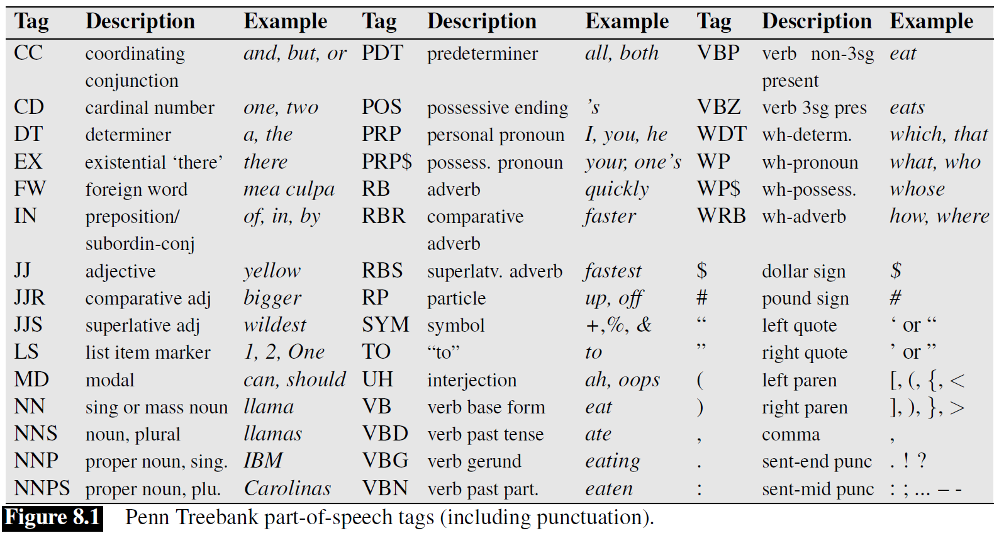 Tag Description Example Tag Description Example Tag Description Example
CC coordinating and, but, or PDT predeterminer all, both VBP verb non-3sg eat
conjunction present
CD cardinal number one, two POS possessive ending ’s VBZ verb 3sg pres eats
DT determiner a, the PRP personal pronoun I, you, he WDT wh-determ. which, that
EX existential ‘there’ there PRP$ possess. pronoun your, one’s WP wh-pronoun what, who
FW foreign word mea culpa RB adverb quickly WP$ wh-possess. whose
IN preposition/ of, in, by RBR comparative faster WRB wh-adverb how, where
subordin-conj adverb
JJ adjective yellow RBS superlatv. adverb fastest $ dollar sign $
JJR comparative adj bigger RP particle up, off # pound sign #
JJS superlative adj wildest SYM symbol +,%, & “ left quote ‘ or “
LS list item marker 1, 2, One TO “to” to ” right quote ’ or ”
MD modal can, should UH interjection ah, oops ( left paren [, (, {, <
NN sing or mass noun llama VB verb base form eat ) right paren ], ), }, >
NNS noun, plural llamas VBD verb past tense ate , comma ,
NNP proper noun, sing. IBM VBG verb gerund eating . sent-end punc . ! ?
NNPS proper noun, plu. Carolinas VBN verb past part. eaten : sent-mid punc : ; ... – -
Figure 8.1 Penn Treebank part-of-speech tags (including punctuation).